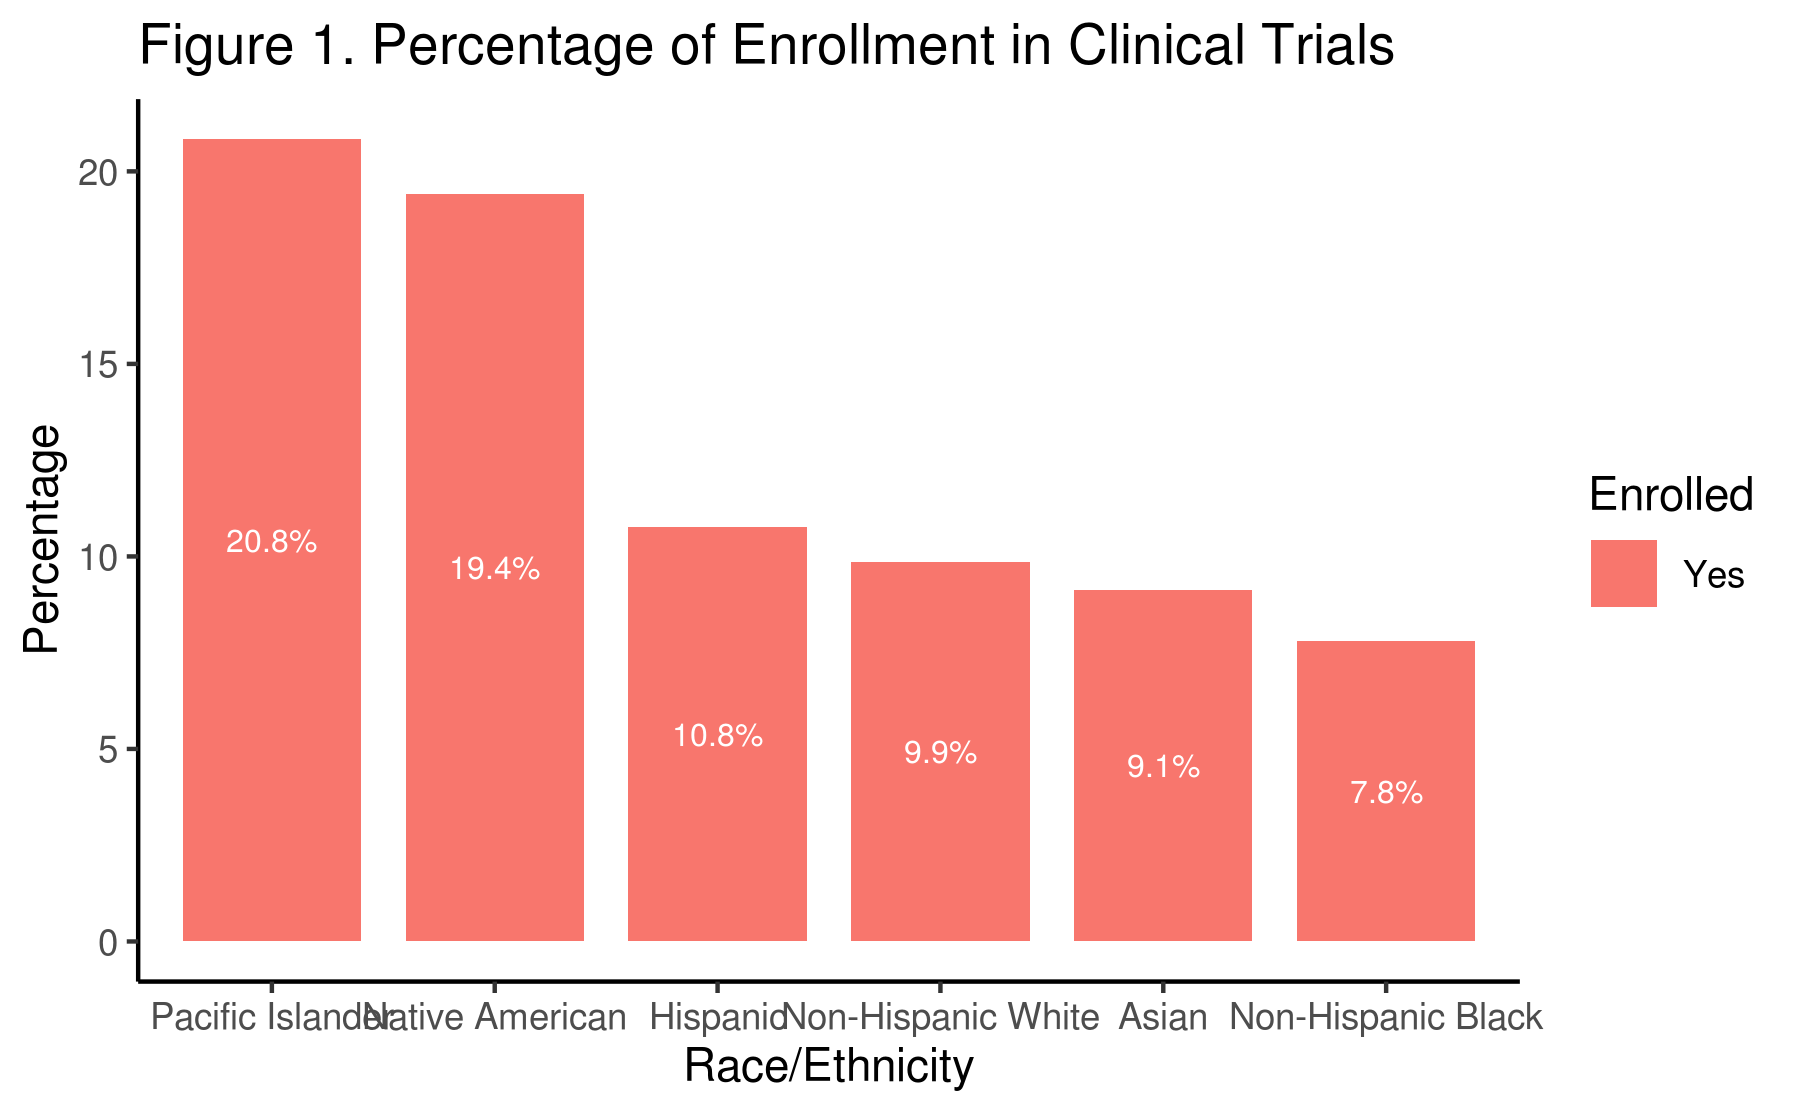 Figure 1. Percentage of Enrollment in Clinical Trials
Percentage
20
15
10
5
0
20.8%
19.4%
10.8%
9.9%
9.1%
7.8%
Pacific Islander
Native American
Hispanic
Non-Hispanic White
Asian
Non-Hispanic Black
Race/Ethnicity
Enrolled
Yes